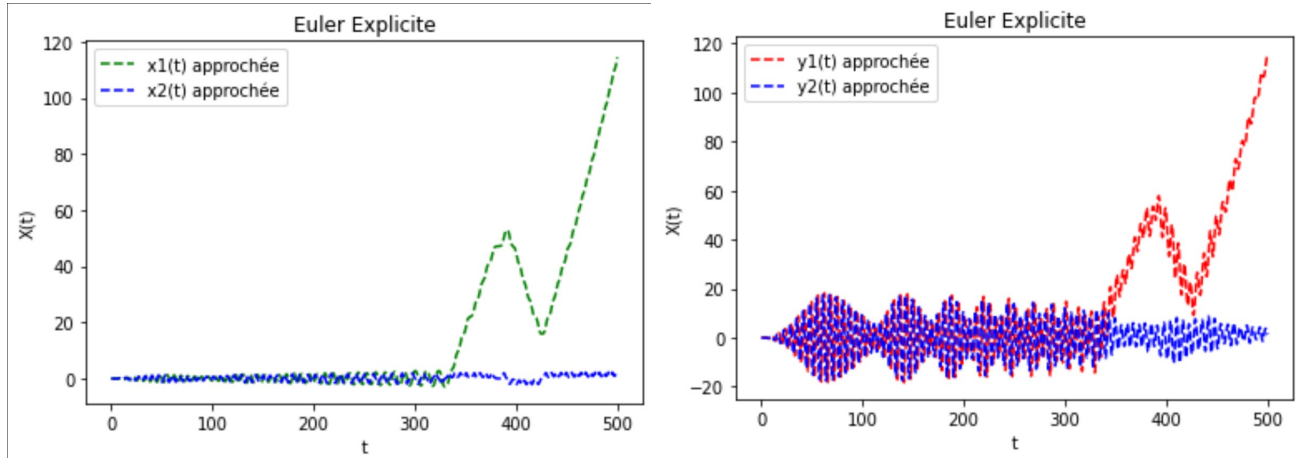 Euler Explicite
120
100
80
60
40
20
0
X(t)
x1(t) approchée
x2(t) approchée
0
100
200
300
400
500
t
Euler Explicite
120
100
80
60
40
20
0
−20
X(t)
y1(t) approchée
y2(t) approchée
0
100
200
300
400
500
t